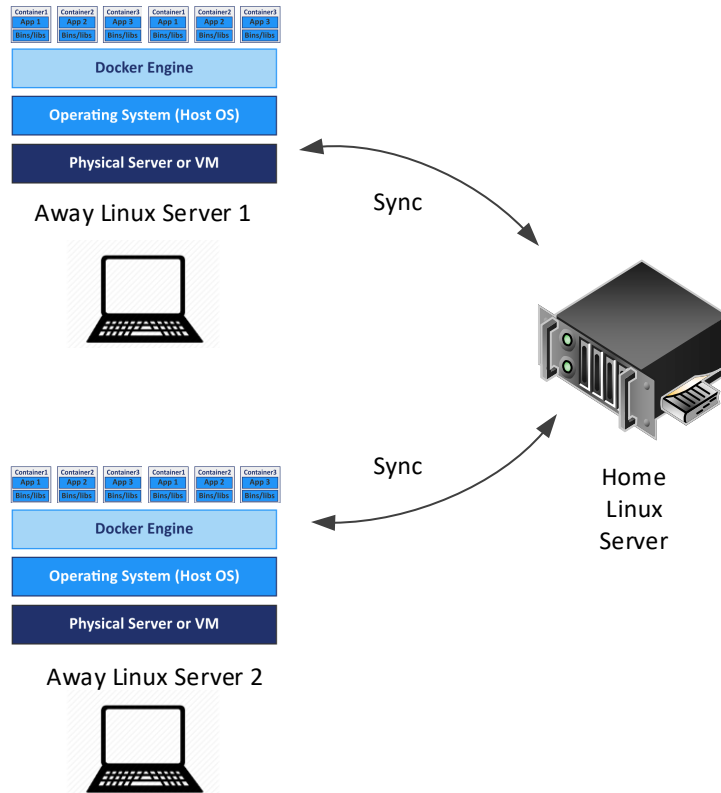 Container1 Container2 Container3 Container1 Container2 Container3
App 1 App 2 App 3 App 1 App 2 App 3
Bins/libs Bins/libs Bins/libs Bins/libs Bins/libs Bins/libs
Docker Engine
Operating System (Host OS)
Physical Server or VM
Away Linux Server 1
Sync
Container1 Container2 Container3 Container1 Container2 Container3
App 1 App 2 App 3 App 1 App 2 App 3
Bins/libs Bins/libs Bins/libs Bins/libs Bins/libs Bins/libs
Docker Engine
Operating System (Host OS)
Physical Server or VM
Away Linux Server 2
Sync
Home
Linux
Server